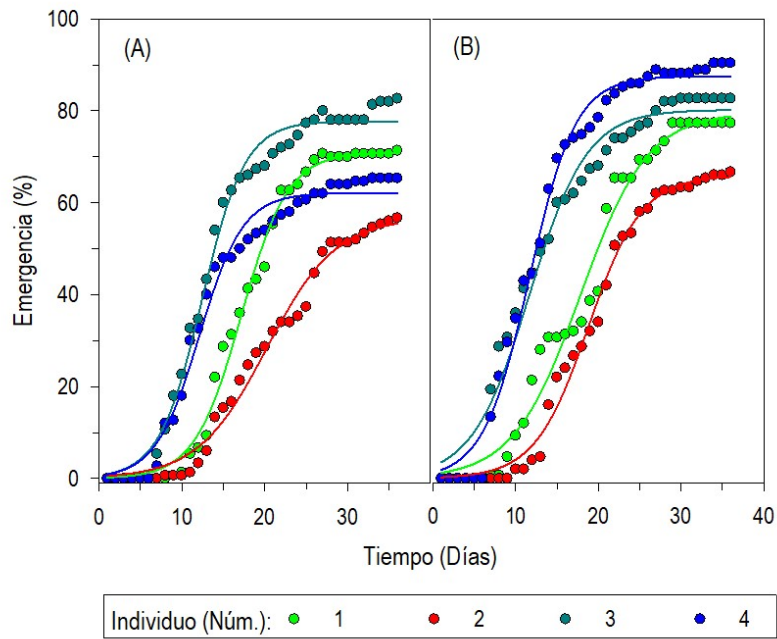 100
80
60
40
20
0
Emergencia (%)
(A)
(B)
0 10 20 30 0 10 20 30 40
Tiempo (Días)
Individuo (Núm.): 1 2 3 4